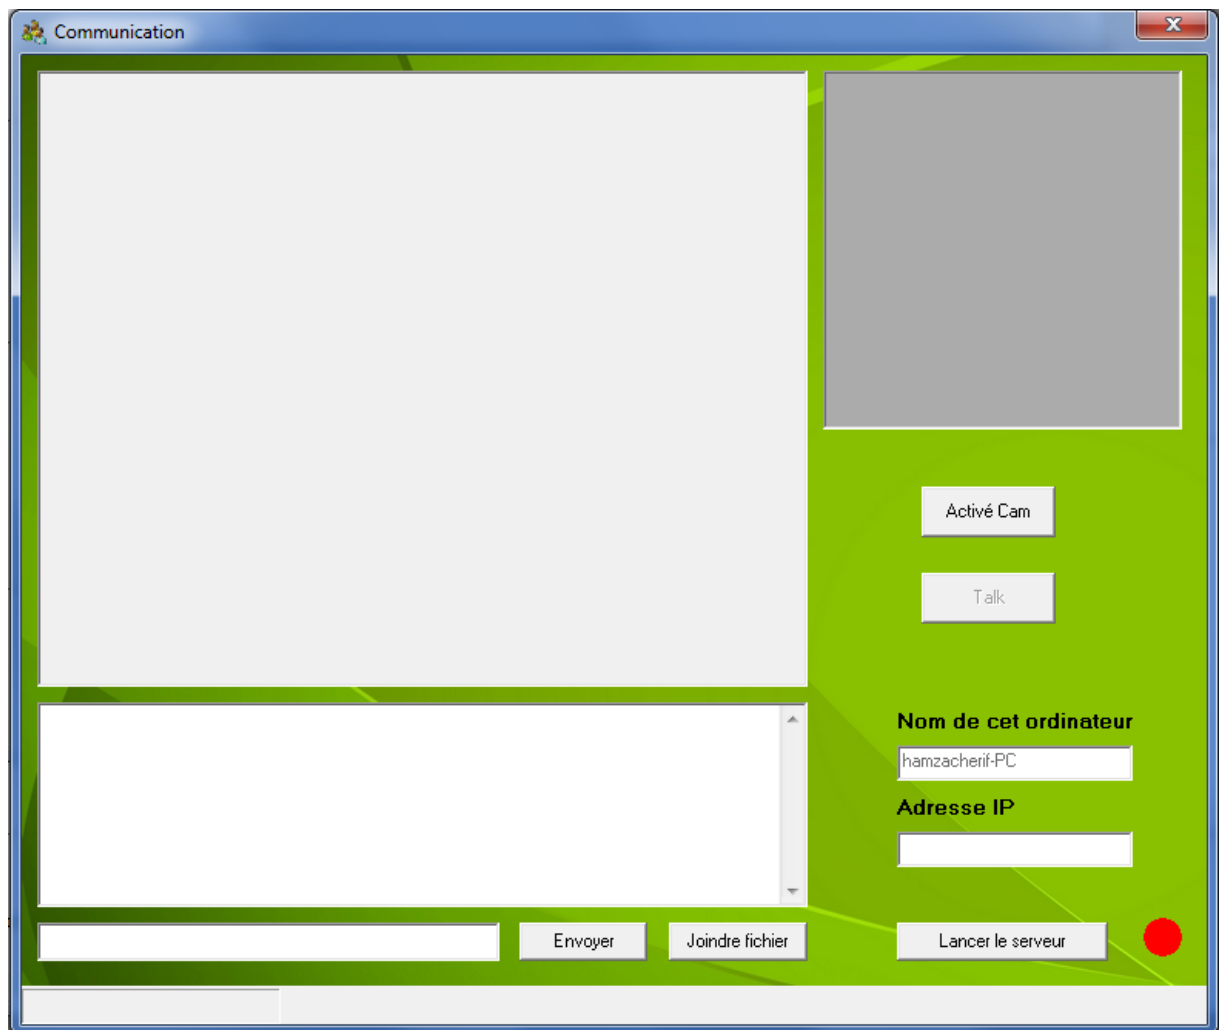 Communication
Activé Cam
Talk
Nom de cet ordinateur
hamzacherif-PC
Adresse IP
Envoyer
Joindre fichier
Lancer le serveur